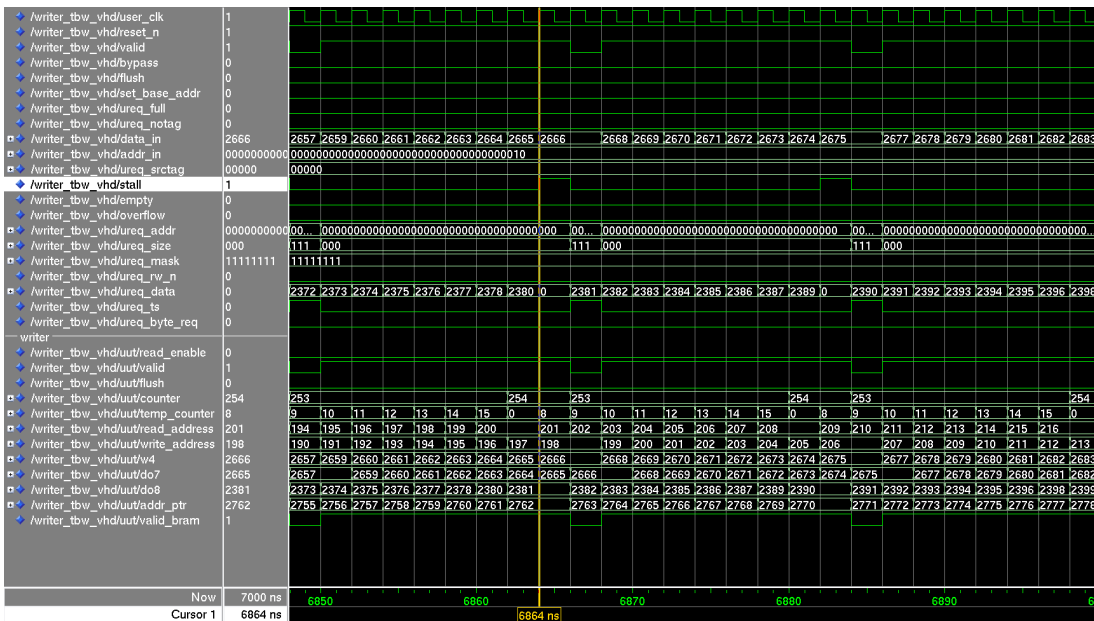 /writer_tbw_vhd/user_clk 1
/writer_tbw_vhd/reset_n 1
/writer_tbw_vhd/valid 1
/writer_tbw_vhd/bypass 0
/writer_tbw_vhd/flush 0
/writer_tbw_vhd/set_base_addr 0
/writer_tbw_vhd/ureq_full 0
/writer_tbw_vhd/ureq_notag 0
/writer_tbw_vhd/data_in 2666 2657 2659 2660 2661 2662 2663 2664 2665 2666 2668 2669 2670 2671 2672 2673 2674 2675 2677 2678 2679 2680 2681 2682 2683
/writer_tbw_vhd/addr_in
/writer_tbw_vhd/ureq_srctag 00000 00000
/writer_tbw_vhd/stall 1
/writer_tbw_vhd/empty 0
/writer_tbw_vhd/overflow 0
/writer_tbw_vhd/ureq_addr
/writer_tbw_vhd/ureq_size 000 111 000 111 000 111 000
/writer_tbw_vhd/ureq_mask 11111111 11111111
/writer_tbw_vhd/ureq_rw_n 0
/writer_tbw_vhd/ureq_data 0 2372 2373 2374 2375 2376 2377 2378 2380 0 2381 2382 2383 2384 2385 2386 2387 2389 0 2390 2391 2392 2393 2394 2395 2396 2398
/writer_tbw_vhd/ureq_ts 0
/writer_tbw_vhd/ureq_byte_req 0
writer
/writer_tbw_vhd/uut/read_enable 0
/writer_tbw_vhd/uut/valid 1
/writer_tbw_vhd/uut/flush 0
/writer_tbw_vhd/uut/counter 254 253 254 253 254 253 254
/writer_tbw_vhd/uut/temp_counter 8 9 10 11 12 13 14 15 0 8 9 10 11 12 13 14 15 0 8 9 10 11 12 13 14 15 0
/writer_tbw_vhd/uut/read_address 201 194 195 196 197 198 199 200 201 202 203 204 205 206 207 208 209 210 211 212 213 214 215 216
/writer_tbw_vhd/uut/write_address 198 190 191 192 193 194 195 196 197 198 199 200 201 202 203 204 205 206 207 208 209 210 211 212 213
/writer_tbw_vhd/uut/w4 2666 2657 2659 2660 2661 2662 2663 2664 2665 2666 2668 2669 2670 2671 2672 2673 2674 2675 2677 2678 2679 2680 2681 2682 2683
/writer_tbw_vhd/uut/do7 2665 2657 2659 2660 2661 2662 2663 2664 2665 2666 2668 2669 2670 2671 2672 2673 2674 2675 2677 2678 2679 2680 2681 2682
/writer_tbw_vhd/uut/do8 2381 2373 2374 2375 2376 2377 2378 2380 2381 2382 2383 2384 2385 2386 2387 2389 2390 2391 2392 2393 2394 2395 2396 2398 2399
/writer_tbw_vhd/uut/addr_ptr 2762 2755 2756 2757 2758 2759 2760 2761 2762 2763 2764 2765 2766 2767 2768 2769 2770 2771 2772 2773 2774 2775 2776 2777 2778
/writer_tbw_vhd/uut/valid_bram 1
Now 7000 ns 6850 6860 6870 6880 6890
Cursor 1 6864 ns 6864 ns